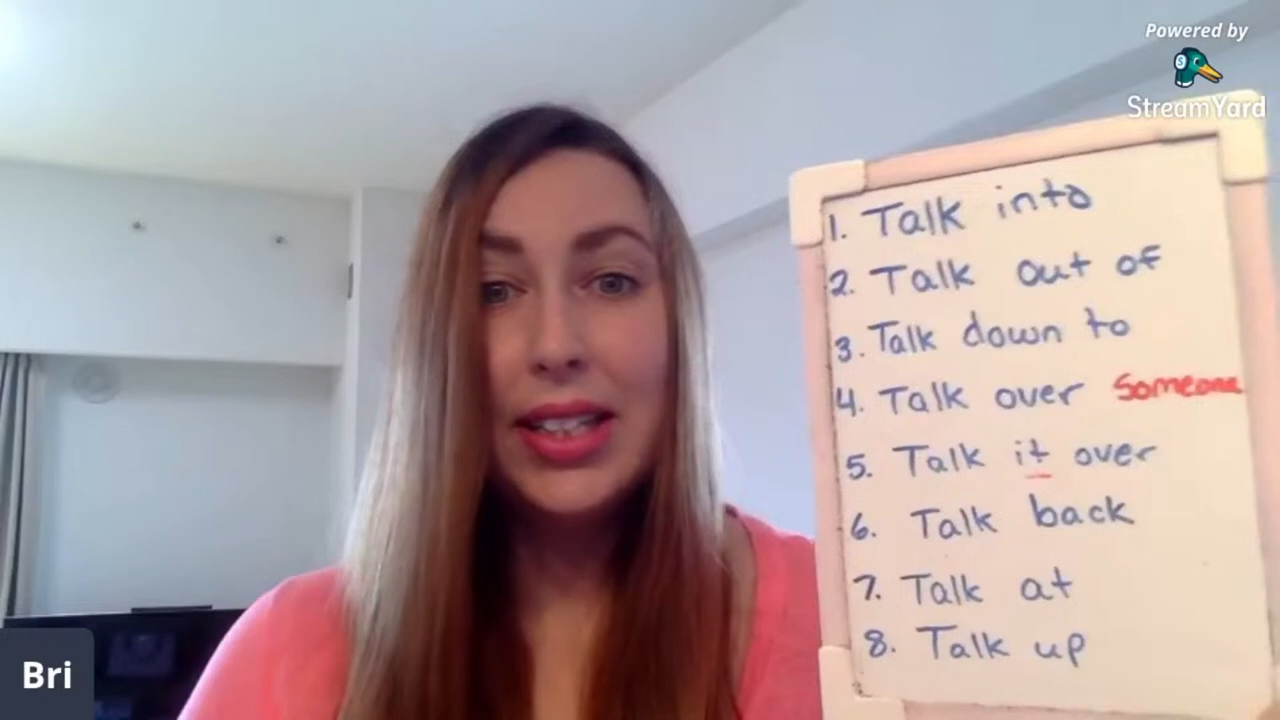 Powered by
StreamYard
1. Talk into
2. Talk out of
3. Talk down to
4. Talk over someone
5. Talk it over
6. Talk back
7. Talk at
8. Talk up
Bri